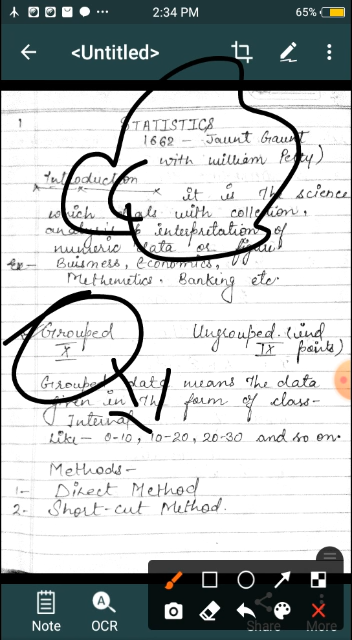 2:34 PM
65%
<Untitled>
1
STATISTICS
1662 - Jaunt Gaunt
with william Petty)
Introduction
it is The science
which deals with collection,
analysis & interpretation of
numeric data or figure
Ex- Buisness, Economics,
Methemetics. Banking etc.
Grouped Ungrouped. (ind
X IX points)
Grouped data means The data
given in The form of class-
Interval
Like - 0-10, 10-20, 20-30 and so on.
Methods-
1- Direct Method
2- Short-cut Method.
Note OCR Share More